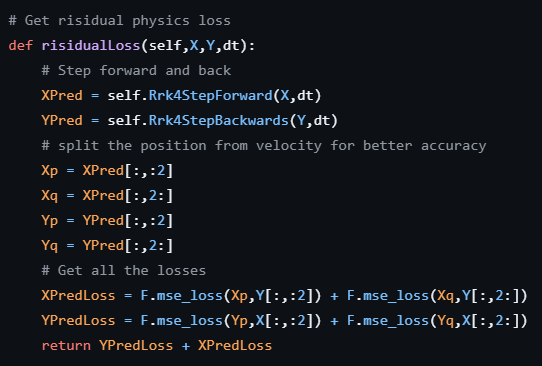 # Get risidual physics loss
def risidualLoss(self,X,Y,dt):
    # Step forward and back
    XPred = self.Rrk4StepForward(X,dt)
    YPred = self.Rrk4StepBackwards(Y,dt)
    # split the position from velocity for better accuracy
    Xp = XPred[:,:2]
    Xq = XPred[:,2:]
    Yp = YPred[:,:2]
    Yq = YPred[:,2:]
    # Get all the losses
    XPredLoss = F.mse_loss(Xp,Y[:,:2]) + F.mse_loss(Xq,Y[:,2:])
    YPredLoss = F.mse_loss(Yp,X[:,:2]) + F.mse_loss(Yq,X[:,2:])
    return YPredLoss + XPredLoss